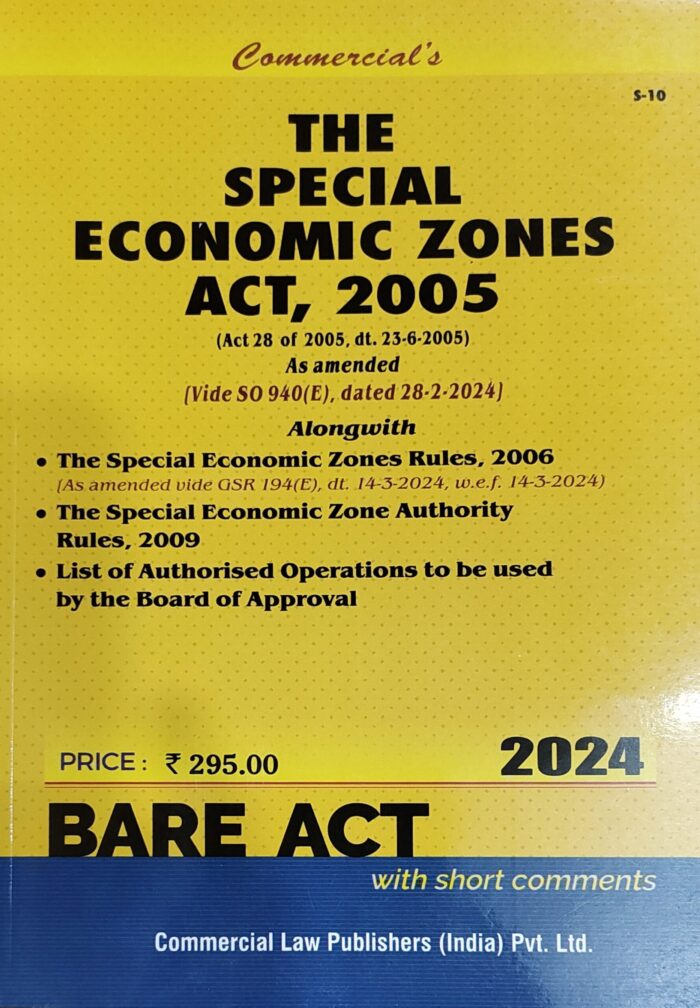 Commercial's
S-10
THE
SPECIAL
ECONOMIC ZONES
ACT, 2005
(Act 28 of 2005, dt. 23-6-2005)
As amended
[Vide SO 940(E), dated 28-2-2024]
Alongwith
• The Special Economic Zones Rules, 2006
[As amended vide GSR 194(E), dt. 14-3-2024, w.e.f. 14-3-2024)
• The Special Economic Zone Authority
Rules, 2009
• List of Authorised Operations to be used
by the Board of Approval
PRICE : ₹ 295.00
2024
BARE ACT
with short comments
Commercial Law Publishers (India) Pvt. Ltd.